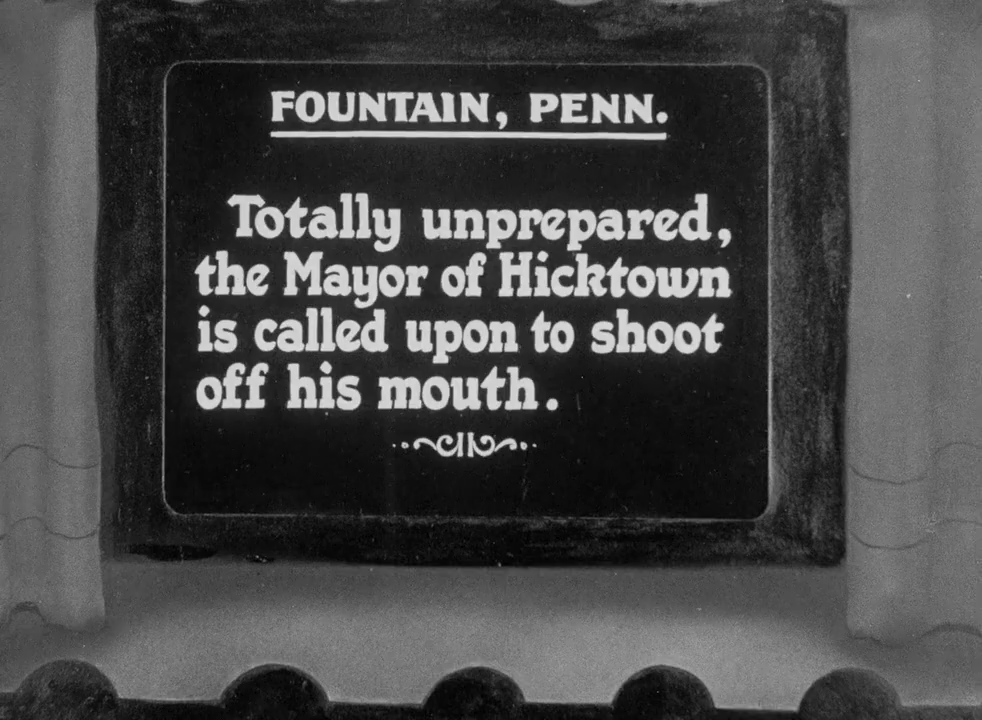 FOUNTAIN, PENN.
Totally unprepared,
the Mayor of Hicktown
is called upon to shoot
off his mouth.